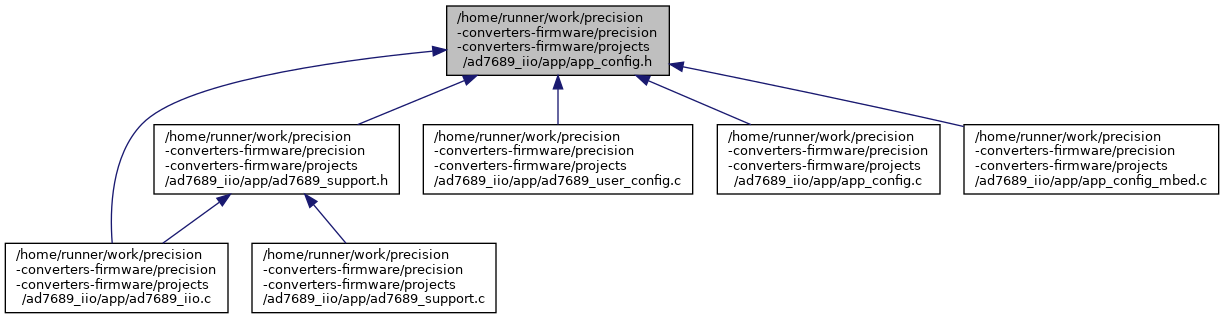 /home/runner/work/precision
-converters-firmware/precision
-converters-firmware/projects
/ad7689_iio/app/app_config.h
/home/runner/work/precision
-converters-firmware/precision
-converters-firmware/projects
/ad7689_iio/app/ad7689_support.h
/home/runner/work/precision
-converters-firmware/precision
-converters-firmware/projects
/ad7689_iio/app/ad7689_user_config.c
/home/runner/work/precision
-converters-firmware/precision
-converters-firmware/projects
/ad7689_iio/app/app_config.c
/home/runner/work/precision
-converters-firmware/precision
-converters-firmware/projects
/ad7689_iio/app/app_config_mbed.c
/home/runner/work/precision
-converters-firmware/precision
-converters-firmware/projects
/ad7689_iio/app/ad7689_iio.c
/home/runner/work/precision
-converters-firmware/precision
-converters-firmware/projects
/ad7689_iio/app/ad7689_support.c